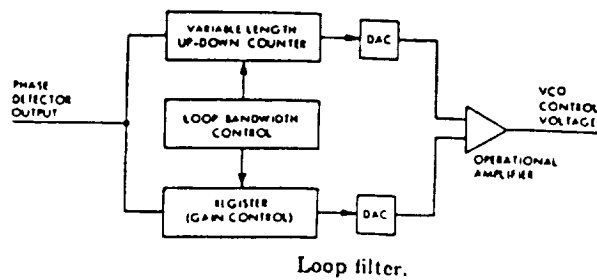 VARIABLE LENGTH
UP-DOWN COUNTER
DAC
PHASE
DETECTOR
OUTPUT
LOOP BANDWIDTH
CONTROL
VCO
CONTROL
VOLTAGE
OPERATIONAL
AMPLIFIER
REGISTER
(GAIN CONTROL)
DAC
Loop filter.